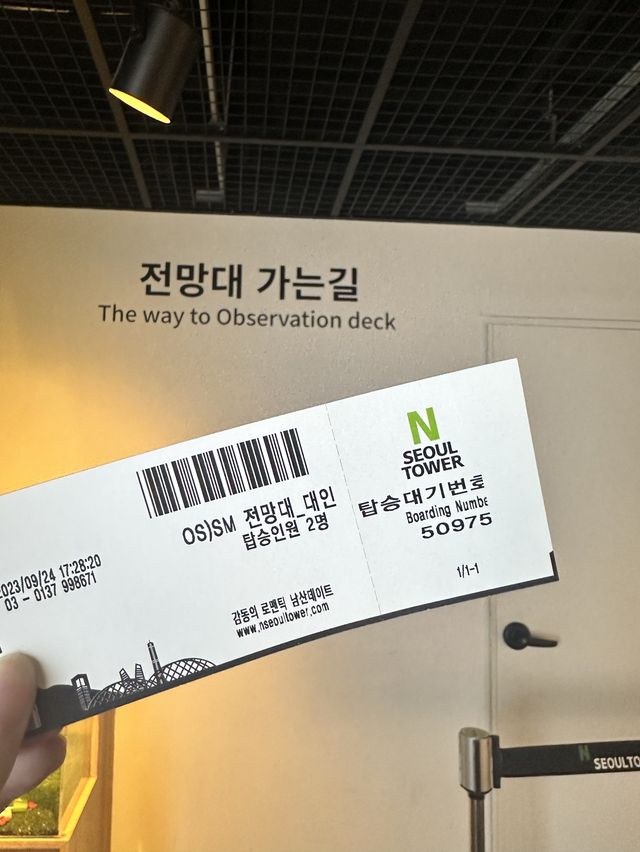 전망대 가는길
The way to Observation deck
N
SEOUL
TOWER
탑승대기번호
Boarding Numbe
50975
1/1-1
OS)SM 전망대_대인
탑승인원 2명
023/09/24 17:28:20
03 - 0137 998671
감동의 로맨틱 남산데이트
www.nseoultower.com
N SEOULTO